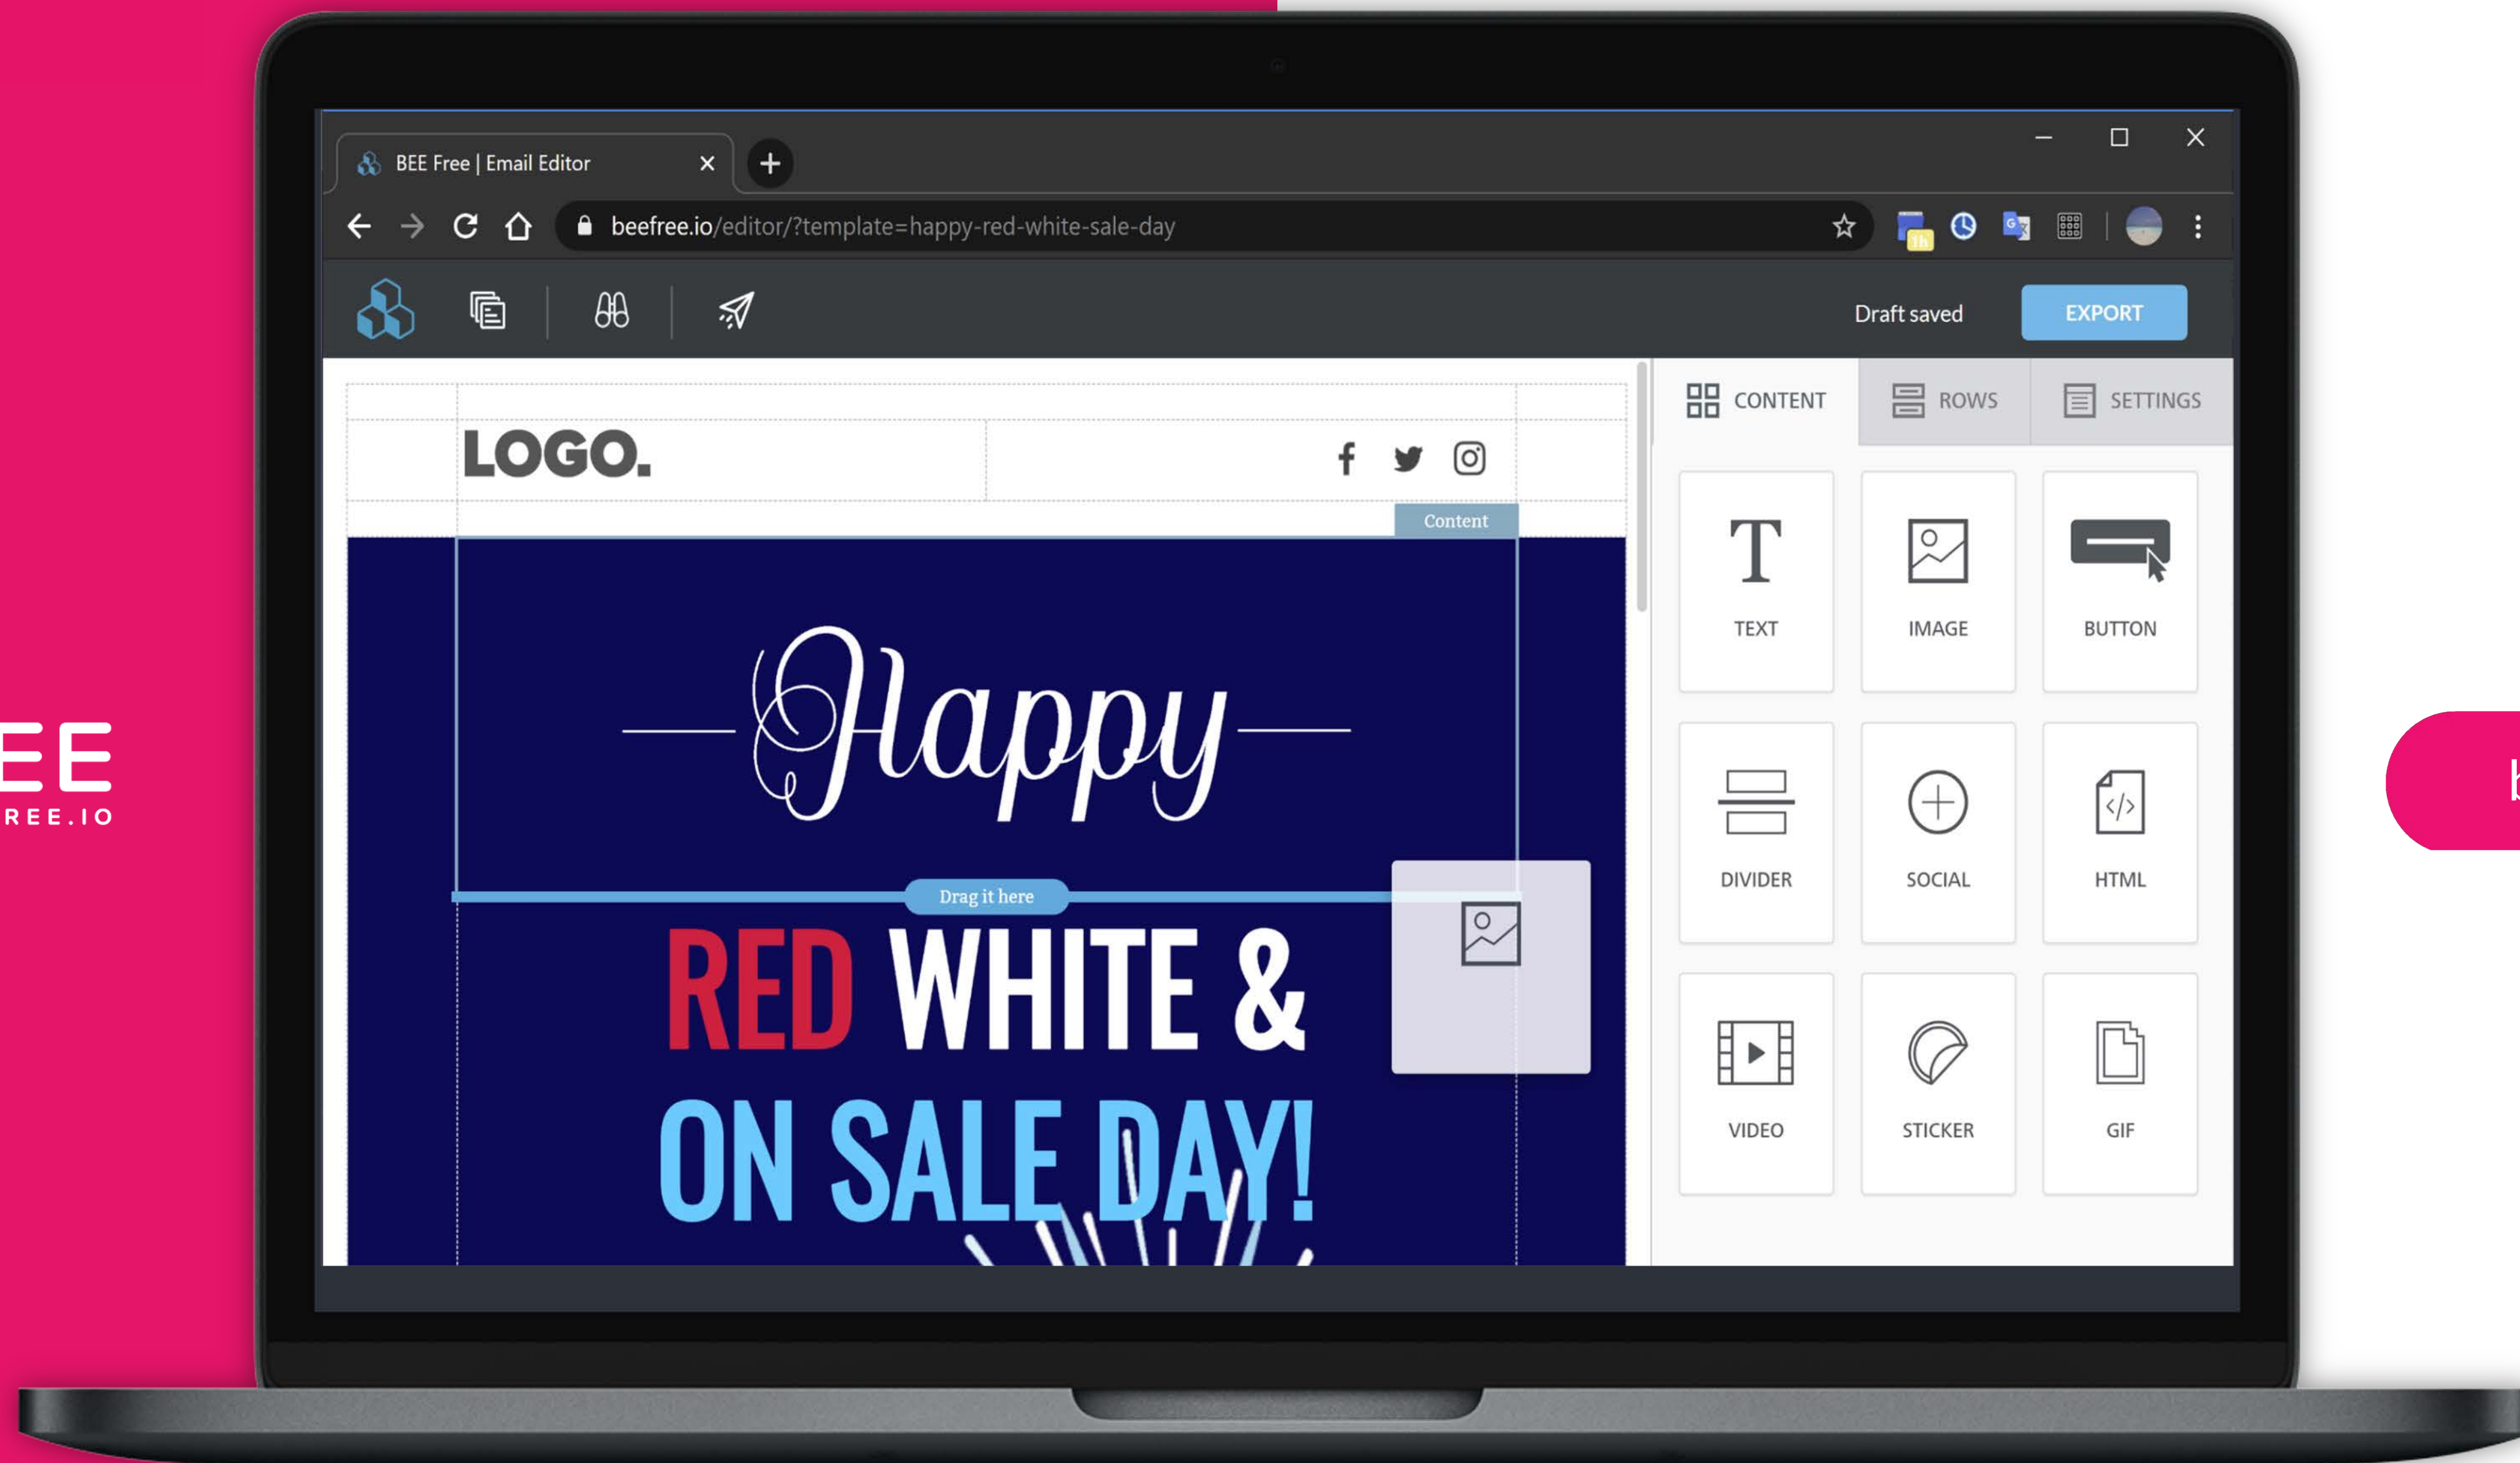 BEE Free | Email Editor
beefree.io/editor/?template=happy-red-white-sale-day
Draft saved
EXPORT
LOGO.
Content
Happy
Drag it here
RED WHITE &
ON SALE DAY!
CONTENT
ROWS
SETTINGS
TEXT
IMAGE
BUTTON
DIVIDER
SOCIAL
HTML
VIDEO
STICKER
GIF
EE
REE.IO
b
1h